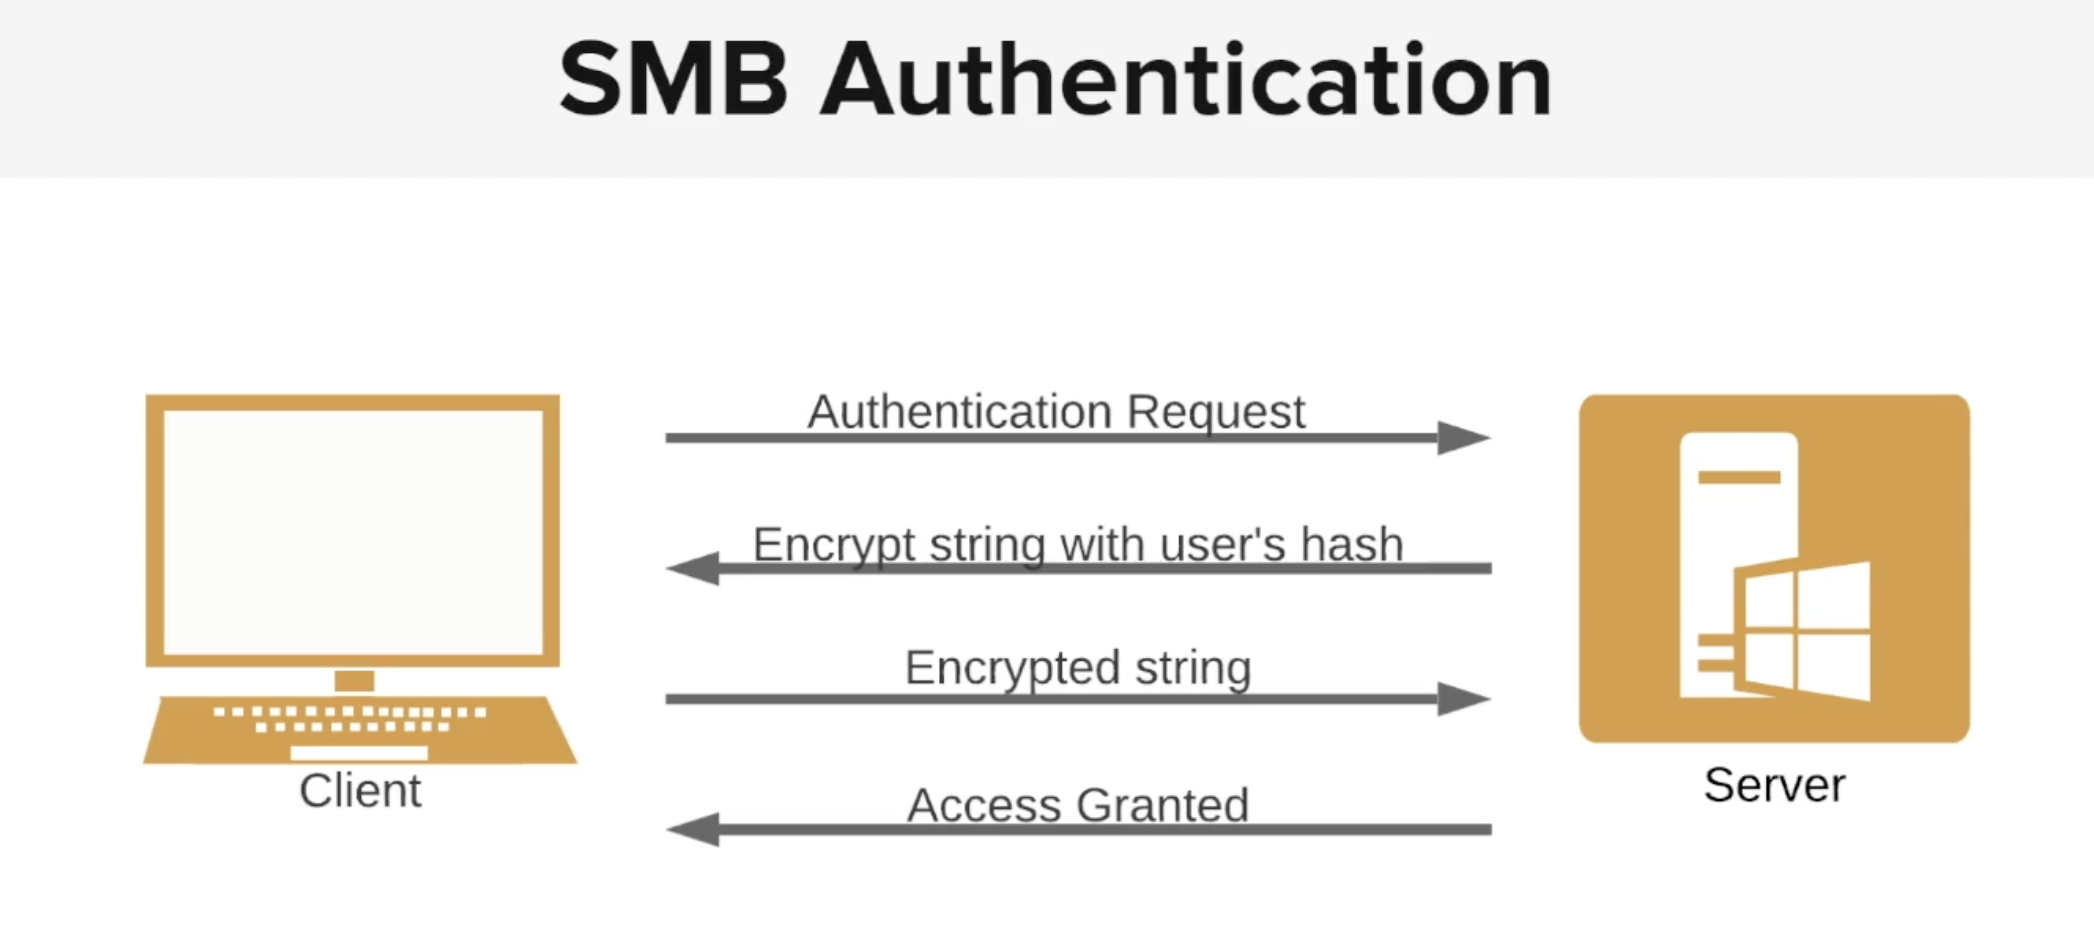 SMB Authentication
Authentication Request
Encrypt string with user's hash
Encrypted string
Access Granted
Client
Server